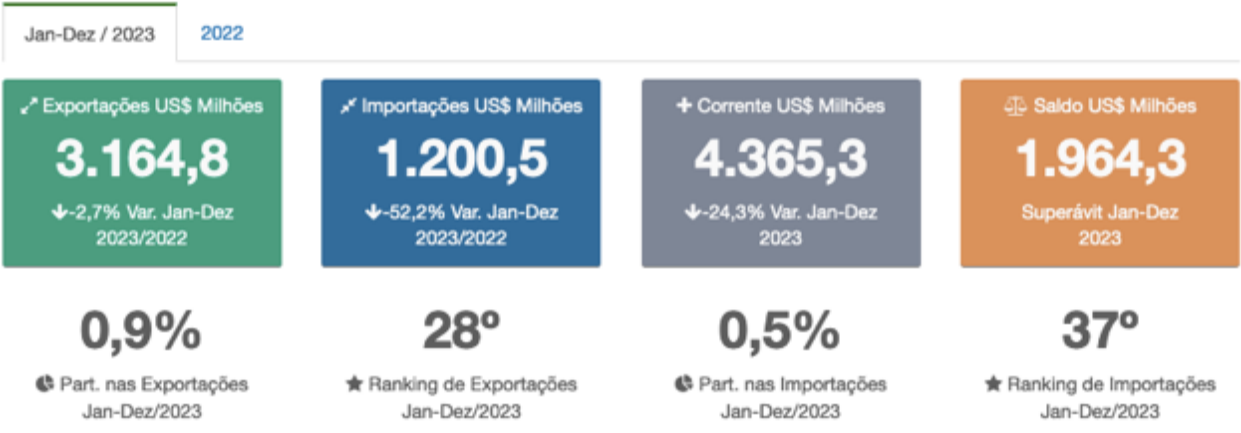 Jan-Dez / 2023
2022
Exportações US$ Milhões
3.164,8
-2,7% Var. Jan-Dez
2023/2022
Importações US$ Milhões
1.200,5
-52,2% Var. Jan-Dez
2023/2022
Corrente US$ Milhões
4.365,3
-24,3% Var. Jan-Dez
2023
Saldo US$ Milhões
1.964,3
Superávit Jan-Dez
2023
0,9%
Part. nas Exportações
Jan-Dez/2023
28º
Ranking de Exportações
Jan-Dez/2023
0,5%
Part. nas Importações
Jan-Dez/2023
37º
Ranking de Importações
Jan-Dez/2023